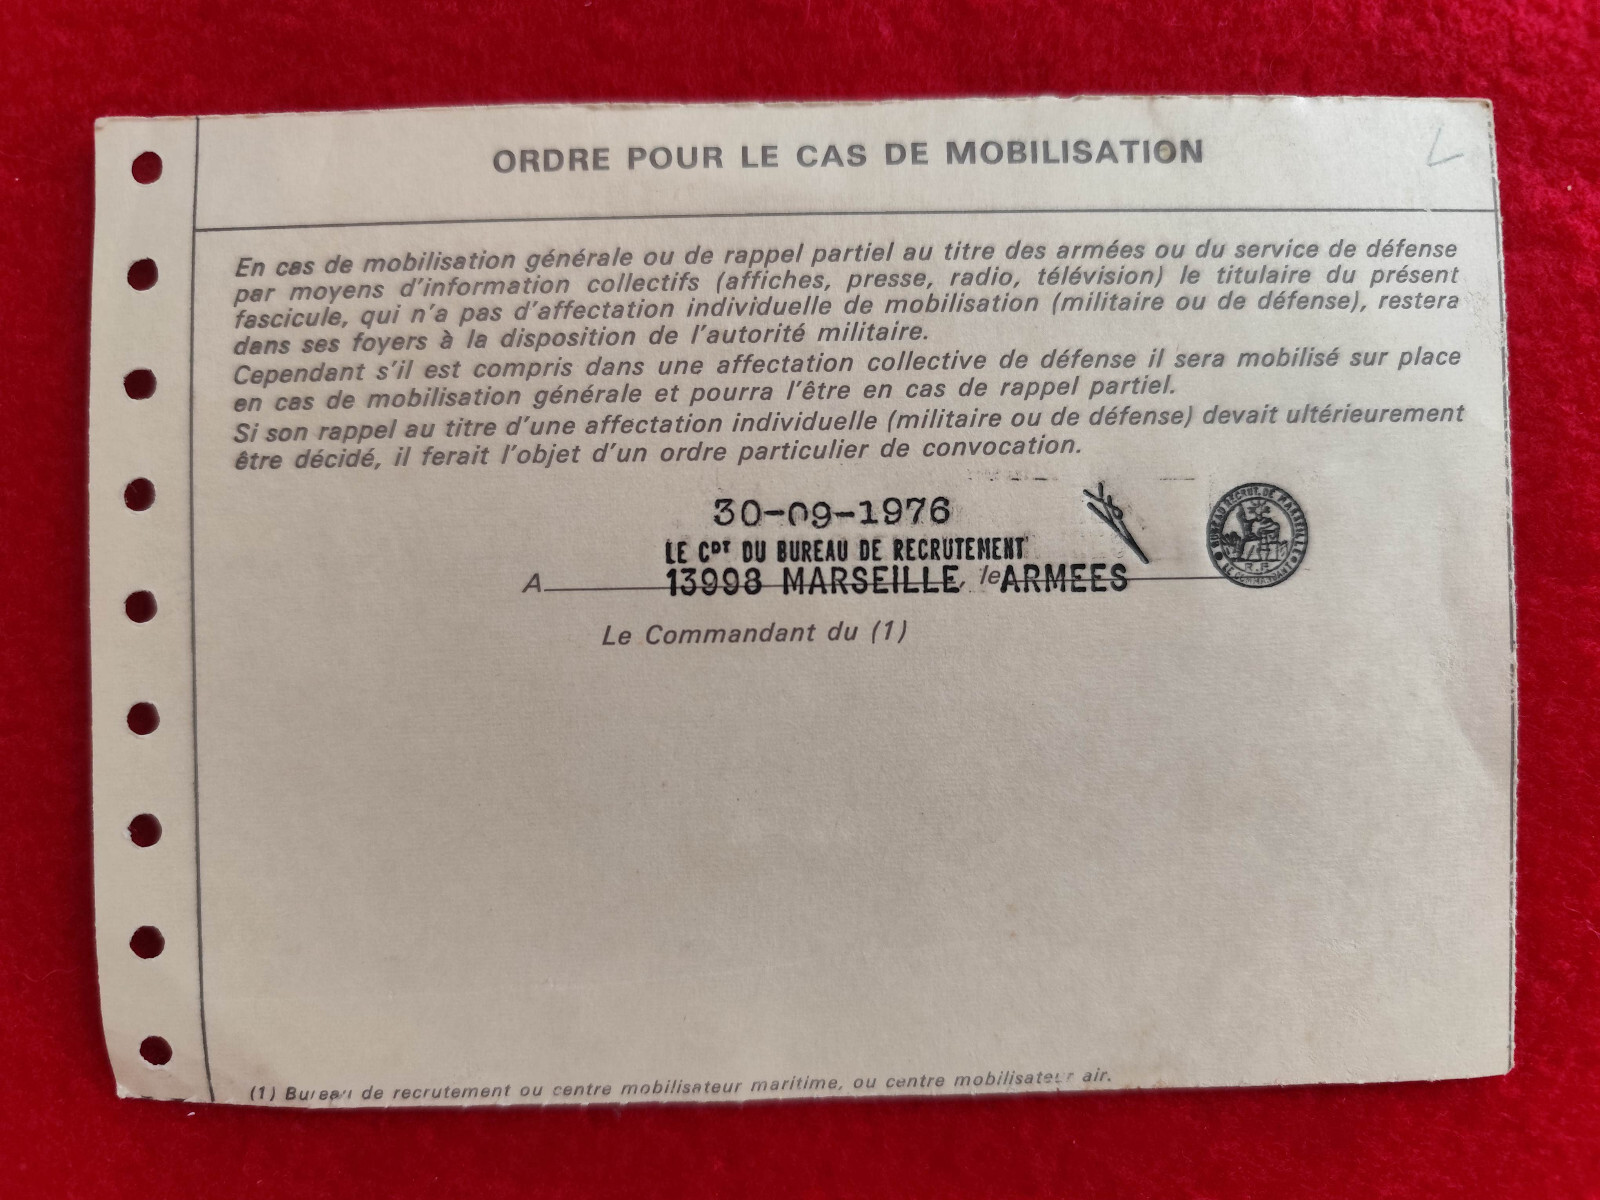 ORDRE POUR LE CAS DE MOBILISATION
En cas de mobilisation générale ou de rappel partiel au titre des armées ou du service de défense
par moyens d'information collectifs (affiches, presse, radio, télévision) le titulaire du présent
fascicule, qui n'a pas d'affectation individuelle de mobilisation (militaire ou de défense), restera
dans ses foyers à la disposition de l'autorité militaire.
Cependant s'il est compris dans une affectation collective de défense il sera mobilisé sur place
en cas de mobilisation générale et pourra l'être en cas de rappel partiel.
Si son rappel au titre d'une affectation individuelle (militaire ou de défense) devait ultérieurement
être décidé, il ferait l'objet d'un ordre particulier de convocation.
30-09-1976
LE CDT DU BUREAU DE RECRUTEMENT
A 13998 MARSEILLE, le ARMEES
BUREAU RECRUT. DE MARSEILLE
R.F.
LE COMMANDANT
Le Commandant du (1)
(1) Bureau de recrutement ou centre mobilisateur maritime, ou centre mobilisateur air.